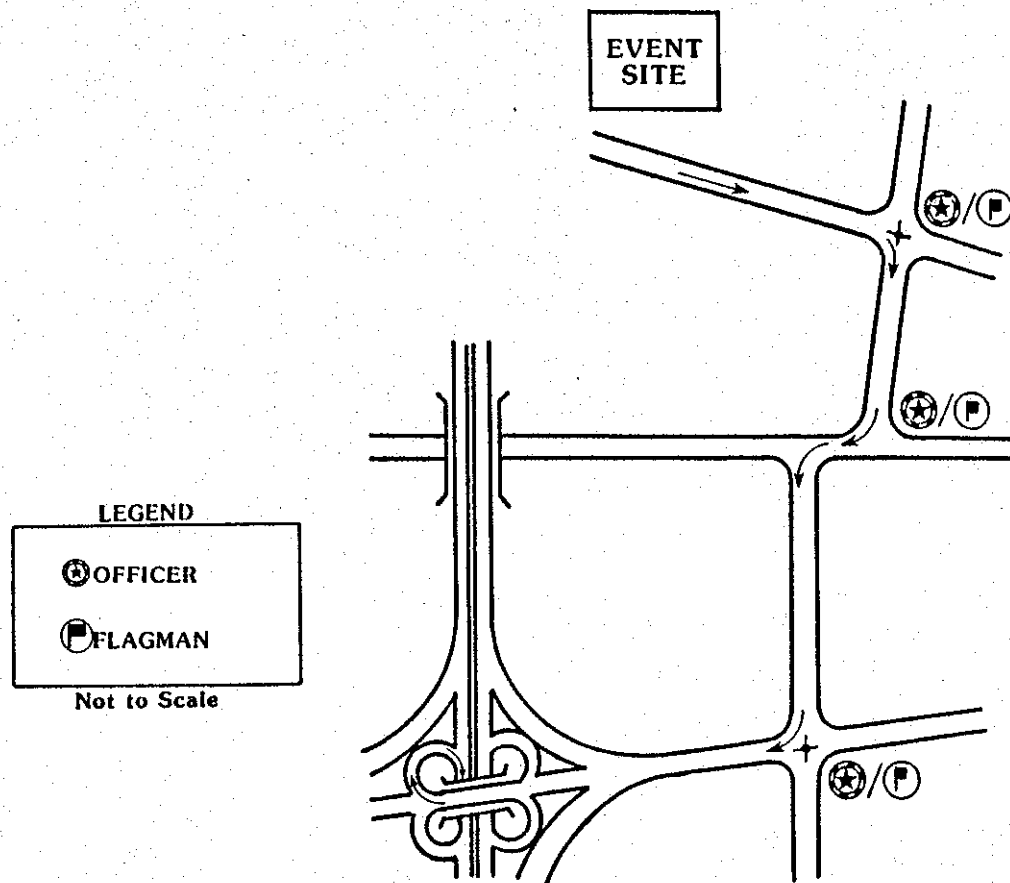 EVENT
SITE
LEGEND
OFFICER
FLAGMAN
Not to Scale